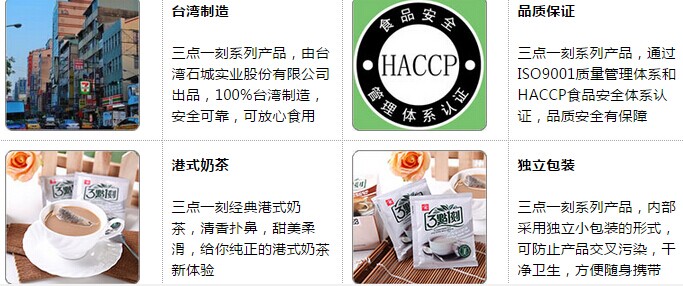 台湾制造
三点一刻系列产品，由台
湾石城实业股份有限公司
出品，100%台湾制造，
安全可靠，可放心食用
食品安全
HACCP
管理体系认证
品质保证
三点一刻系列产品，通过
ISO9001质量管理体系和
HACCP食品安全体系认
证，品质安全有保障
港式奶茶
三点一刻经典港式奶
茶，清香扑鼻，甜美柔
滑，给你纯正的港式奶茶
新体验
3點1刻
3點1刻
独立包装
三点一刻系列产品，内部
采用独立小包装的形式，
可防止产品交叉污染，干
净卫生，方便随身携带